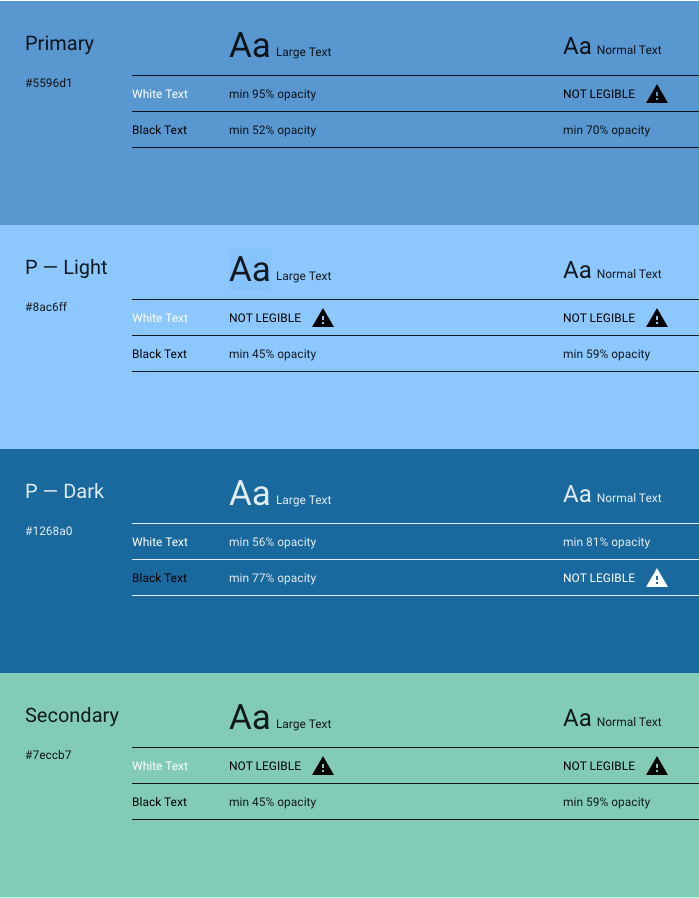 Primary
Aa Large Text
Aa Normal Text
#5596d1
White Text
min 95% opacity
NOT LEGIBLE
Black Text
min 52% opacity
min 70% opacity
P — Light
Aa Large Text
Aa Normal Text
#8ac6ff
White Text
NOT LEGIBLE
NOT LEGIBLE
Black Text
min 45% opacity
min 59% opacity
P — Dark
Aa Large Text
Aa Normal Text
#1268a0
White Text
min 56% opacity
min 81% opacity
Black Text
min 77% opacity
NOT LEGIBLE
Secondary
Aa Large Text
Aa Normal Text
#7eccb7
White Text
NOT LEGIBLE
NOT LEGIBLE
Black Text
min 45% opacity
min 59% opacity